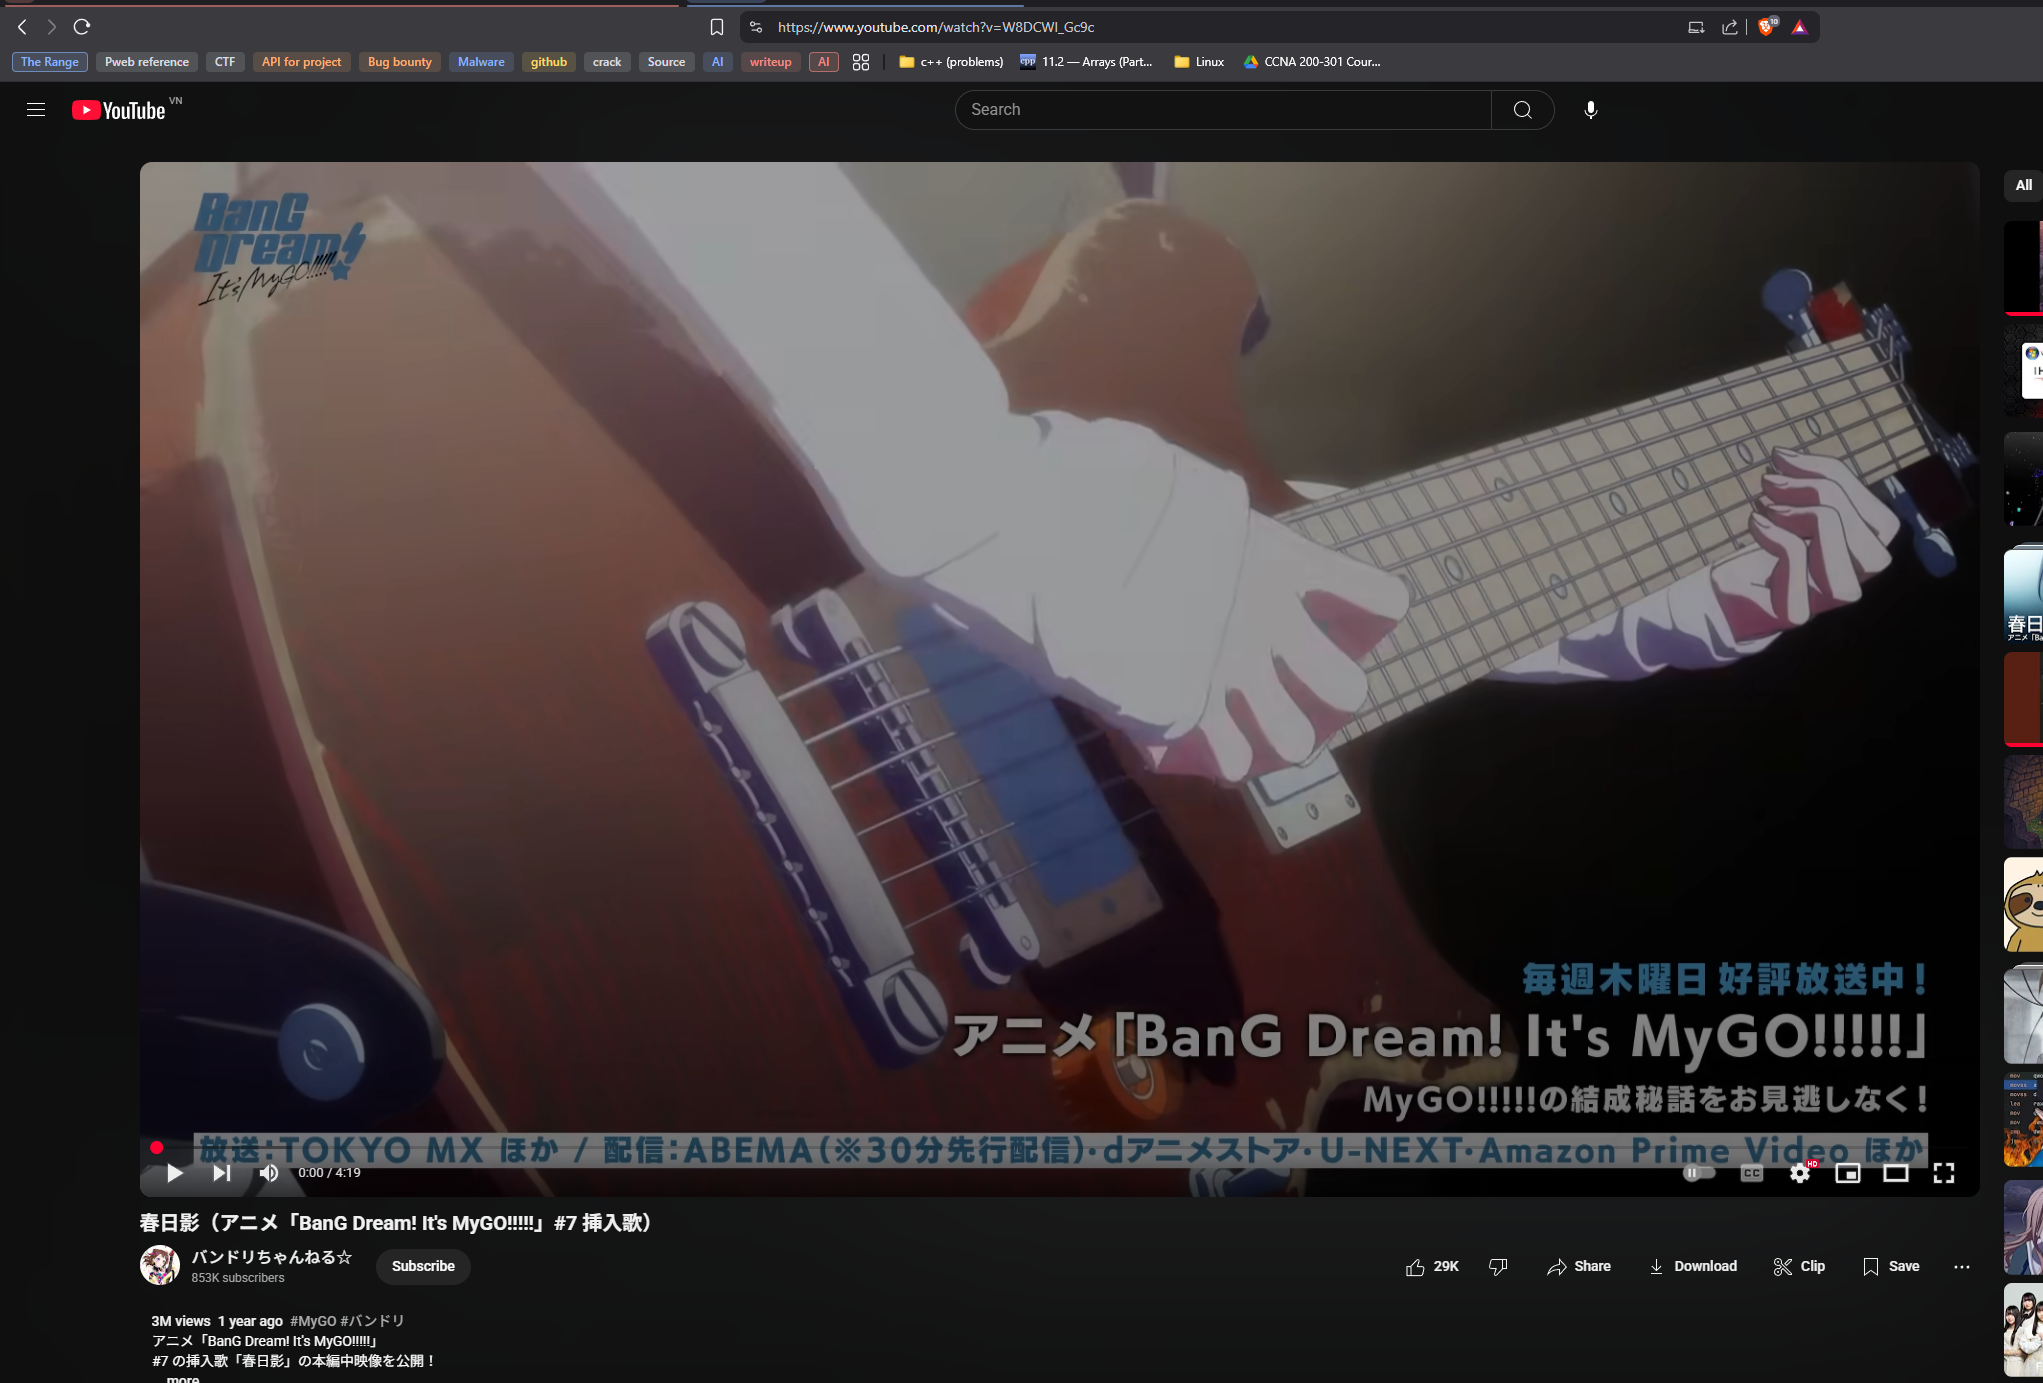 https://www.youtube.com/watch?v=W8DCWl_Gc9c
10
The Range Pweb reference CTF API for project Bug bounty Malware github crack Source AI writeup AI c++ (problems) cpp 11.2 — Arrays (Part... Linux CCNA 200-301 Cour...
YouTube VN
Search
All
BanG Dream!
It's MyGO!!!!!
春日
毎週木曜日 好評放送中！
アニメ「BanG Dream! It's MyGO!!!!!」
MyGO!!!!!の結成秘話をお見逃しなく！
放送：TOKYO MX ほか / 配信：ABEMA（※30分先行配信）・dアニメストア・U-NEXT・Amazon Prime Video ほか
0:00 / 4:19
CC
HD
春日影（アニメ「BanG Dream! It's MyGO!!!!!」#7 挿入歌）
バンドリちゃんねる☆
853K subscribers
Subscribe
29K
Share
Download
Clip
Save
3M views 1 year ago #MyGO #バンドリ
アニメ「BanG Dream! It's MyGO!!!!!」
#7 の挿入歌「春日影」の本編中映像を公開！
...more